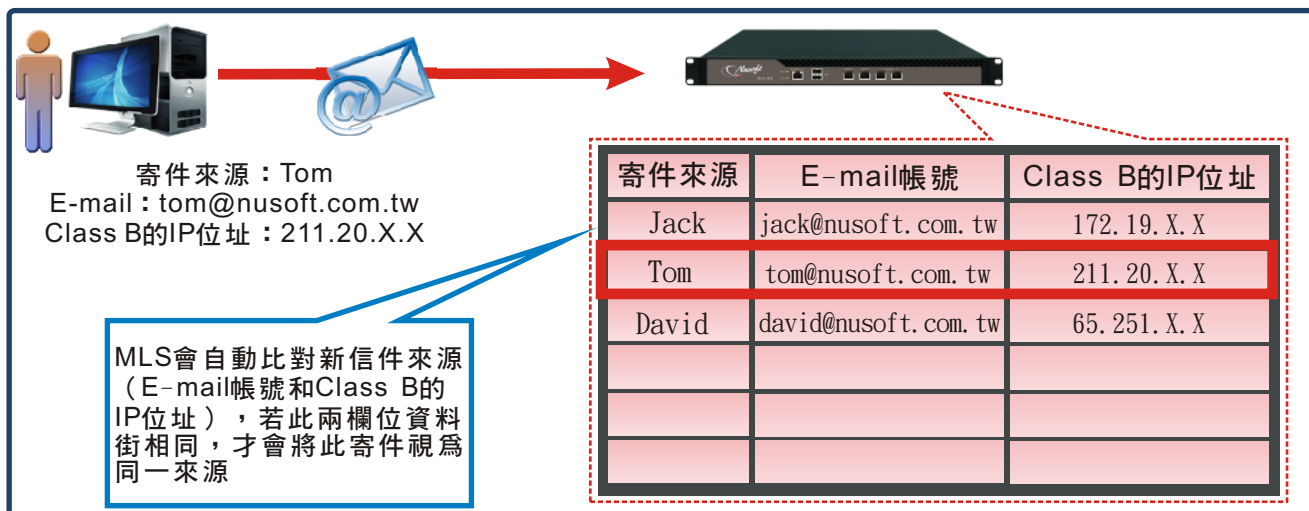 Nusoft
寄件來源：Tom
E-mail：tom@nusoft.com.tw
Class B的IP位址：211.20.X.X
寄件來源 E-mail帳號 Class B的IP位址
Jack jack@nusoft.com.tw 172.19.X.X
Tom tom@nusoft.com.tw 211.20.X.X
David david@nusoft.com.tw 65.251.X.X
MLS會自動比對新信件來源
（E-mail帳號和Class B的
IP位址），若此兩欄位資料
街相同，才會將此寄件視爲
同一來源